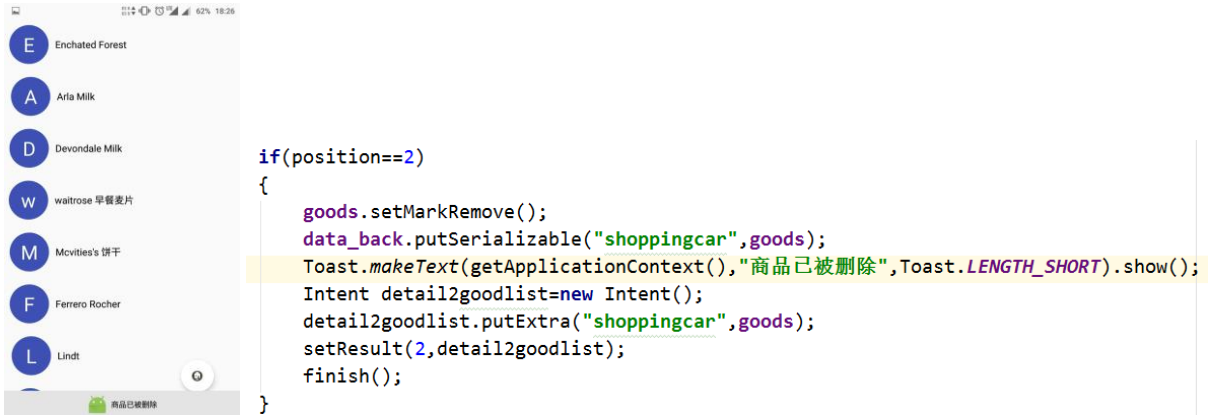 62% 18:26
E Enchated Forest
A Arla Milk
D Devondale Milk
W waitrose 早餐麦片
M Mcvities's 饼干
F Ferrero Rocher
L Lindt
商品已被删除
if(position==2)
{
goods.setMarkRemove();
data_back.putSerializable("shoppingcar",goods);
Toast.makeText(getApplicationContext(),"商品已被删除",Toast.LENGTH_SHORT).show();
Intent detail2goodlist=new Intent();
detail2goodlist.putExtra("shoppingcar",goods);
setResult(2,detail2goodlist);
finish();
}